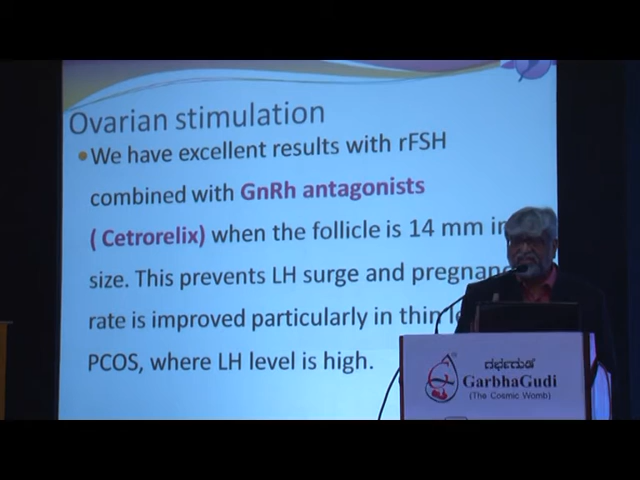 Ovarian stimulation
•We have excellent results with rFSH
combined with GnRh antagonists
( Cetrorelix) when the follicle is 14 mm in
size. This prevents LH surge and pregnanc
rate is improved particularly in thin
PCOS, where LH level is high.
ಗರ್ಭಗುಡಿ
GarbhaGudi
(The Cosmic Womb)